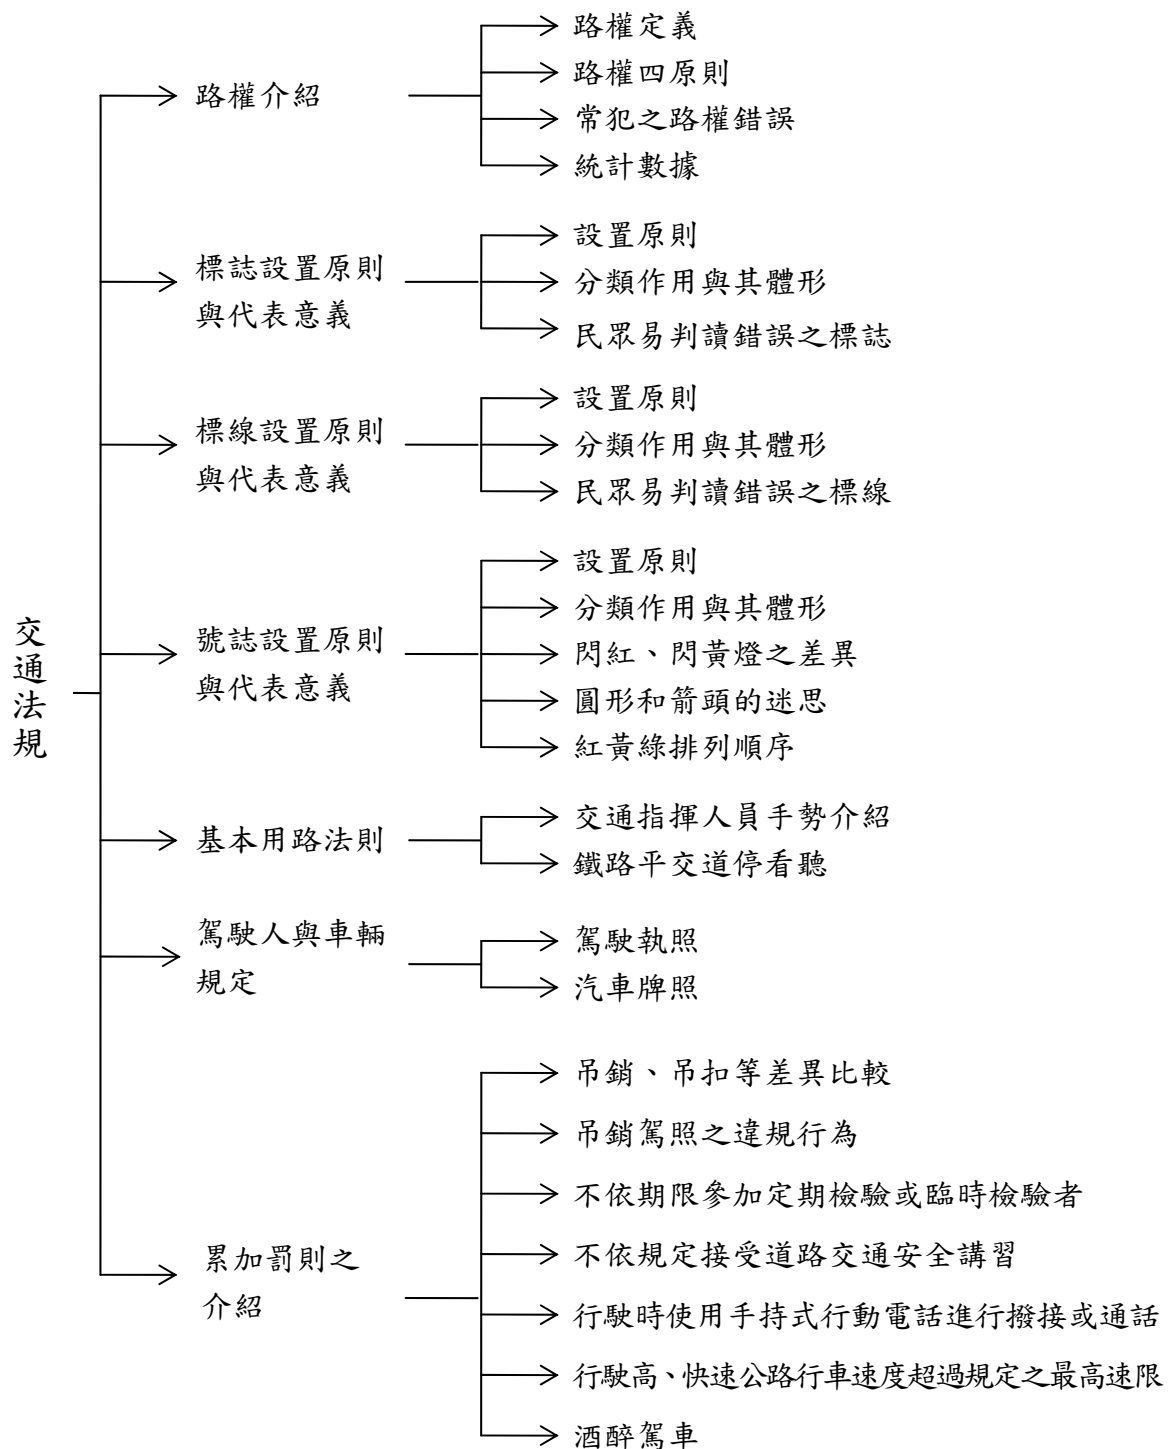 交通法規
路權介紹
路權定義
路權四原則
常犯之路權錯誤
統計數據
標誌設置原則
與代表意義
設置原則
分類作用與其體形
民眾易判讀錯誤之標誌
標線設置原則
與代表意義
設置原則
分類作用與其體形
民眾易判讀錯誤之標線
號誌設置原則
與代表意義
設置原則
分類作用與其體形
閃紅、閃黃燈之差異
圓形和箭頭的迷思
紅黃綠排列順序
基本用路法則
交通指揮人員手勢介紹
鐵路平交道停看聽
駕駛人與車輛
規定
駕駛執照
汽車牌照
累加罰則之
介紹
吊銷、吊扣等差異比較
吊銷駕照之違規行為
不依期限參加定期檢驗或臨時檢驗者
不依規定接受道路交通安全講習
行駛時使用手持式行動電話進行撥接或通話
行駛高、快速公路行車速度超過規定之最高速限
酒醉駕車